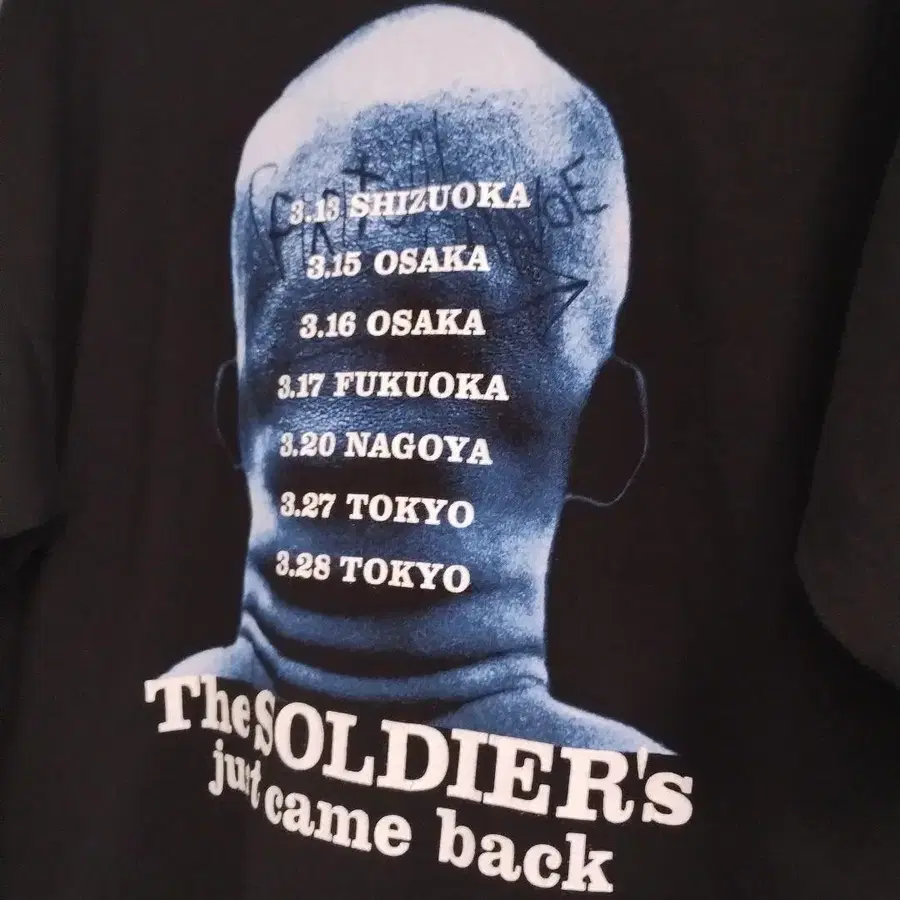 3.13 SHIZUOKA
3.15 OSAKA
3.16 OSAKA
3.17 FUKUOKA
3.20 NAGOYA
3.27 TOKYO
3.28 TOKYO
The SOLDIER's
just came back